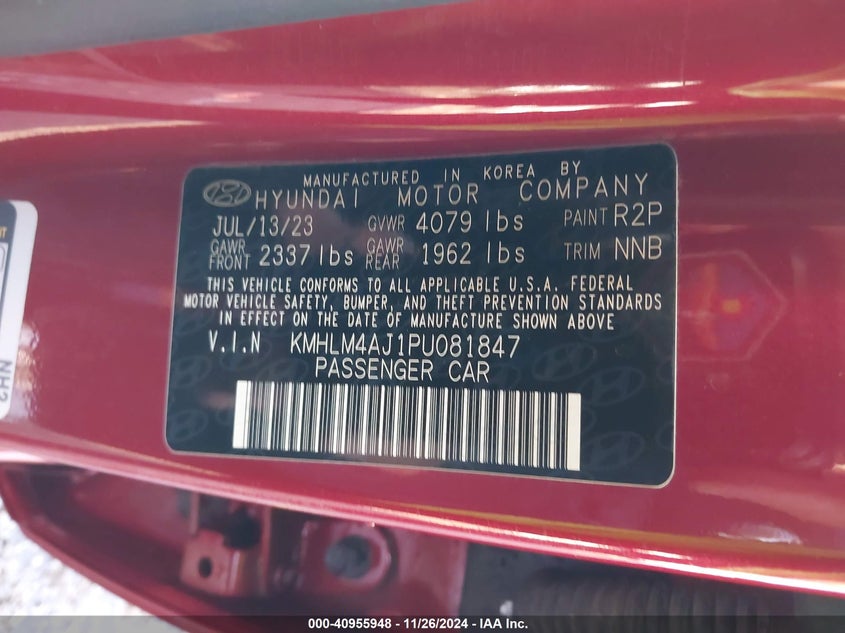 MANUFACTURED IN KOREA BY
HYUNDAI MOTOR COMPANY
JUL/13/23 GVWR 4079 lbs PAINT R2P
GAWR FRONT 2337 lbs GAWR REAR 1962 lbs TRIM NNB
THIS VEHICLE CONFORMS TO ALL APPLICABLE U.S.A. FEDERAL
MOTOR VEHICLE SAFETY, BUMPER, AND THEFT PREVENTION STANDARDS
IN EFFECT ON THE DATE OF MANUFACTURE SHOWN ABOVE
V.I.N KMHLM4AJ1PU081847
PASSENGER CAR
NH2
000-40955948 - 11/26/2024 - IAA Inc.